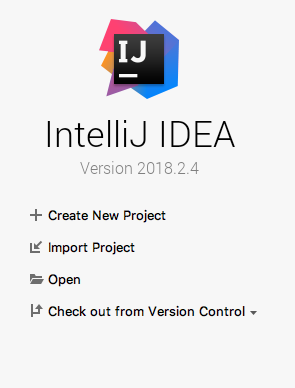 IJ
IntelliJ IDEA
Version 2018.2.4
Create New Project
Import Project
Open
Check out from Version Control